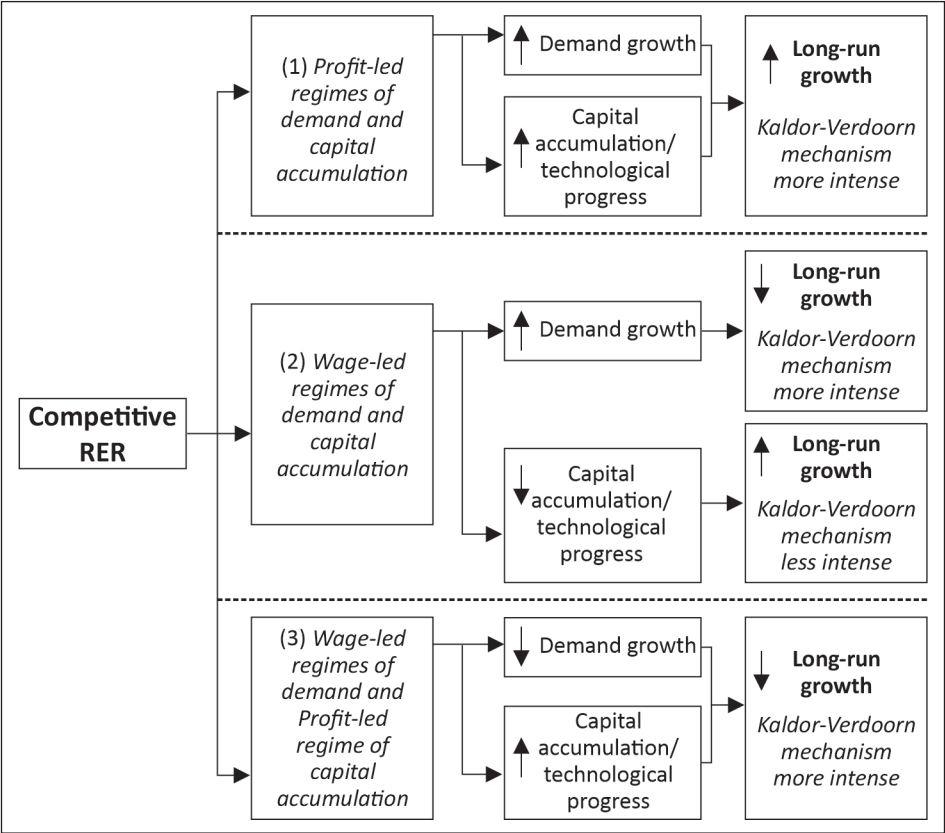 (1) Profit-led
regimes of
demand and
capital
accumulation
Demand growth
Capital
accumulation/
technological
progress
Long-run
growth
Kaldor-Verdoorn
mechanism
more intense
Competitive
RER
(2) Wage-led
regimes of
demand and
capital
accumulation
Demand growth
Long-run
growth
Kaldor-Verdoorn
mechanism
more intense
Capital
accumulation/
technological
progress
Long-run
growth
Kaldor-Verdoorn
mechanism
less intense
(3) Wage-led
regimes of
demand and
Profit-led
regime of
capital
accumulation
Demand growth
Capital
accumulation/
technological
progress
Long-run
growth
Kaldor-Verdoorn
mechanism
more intense